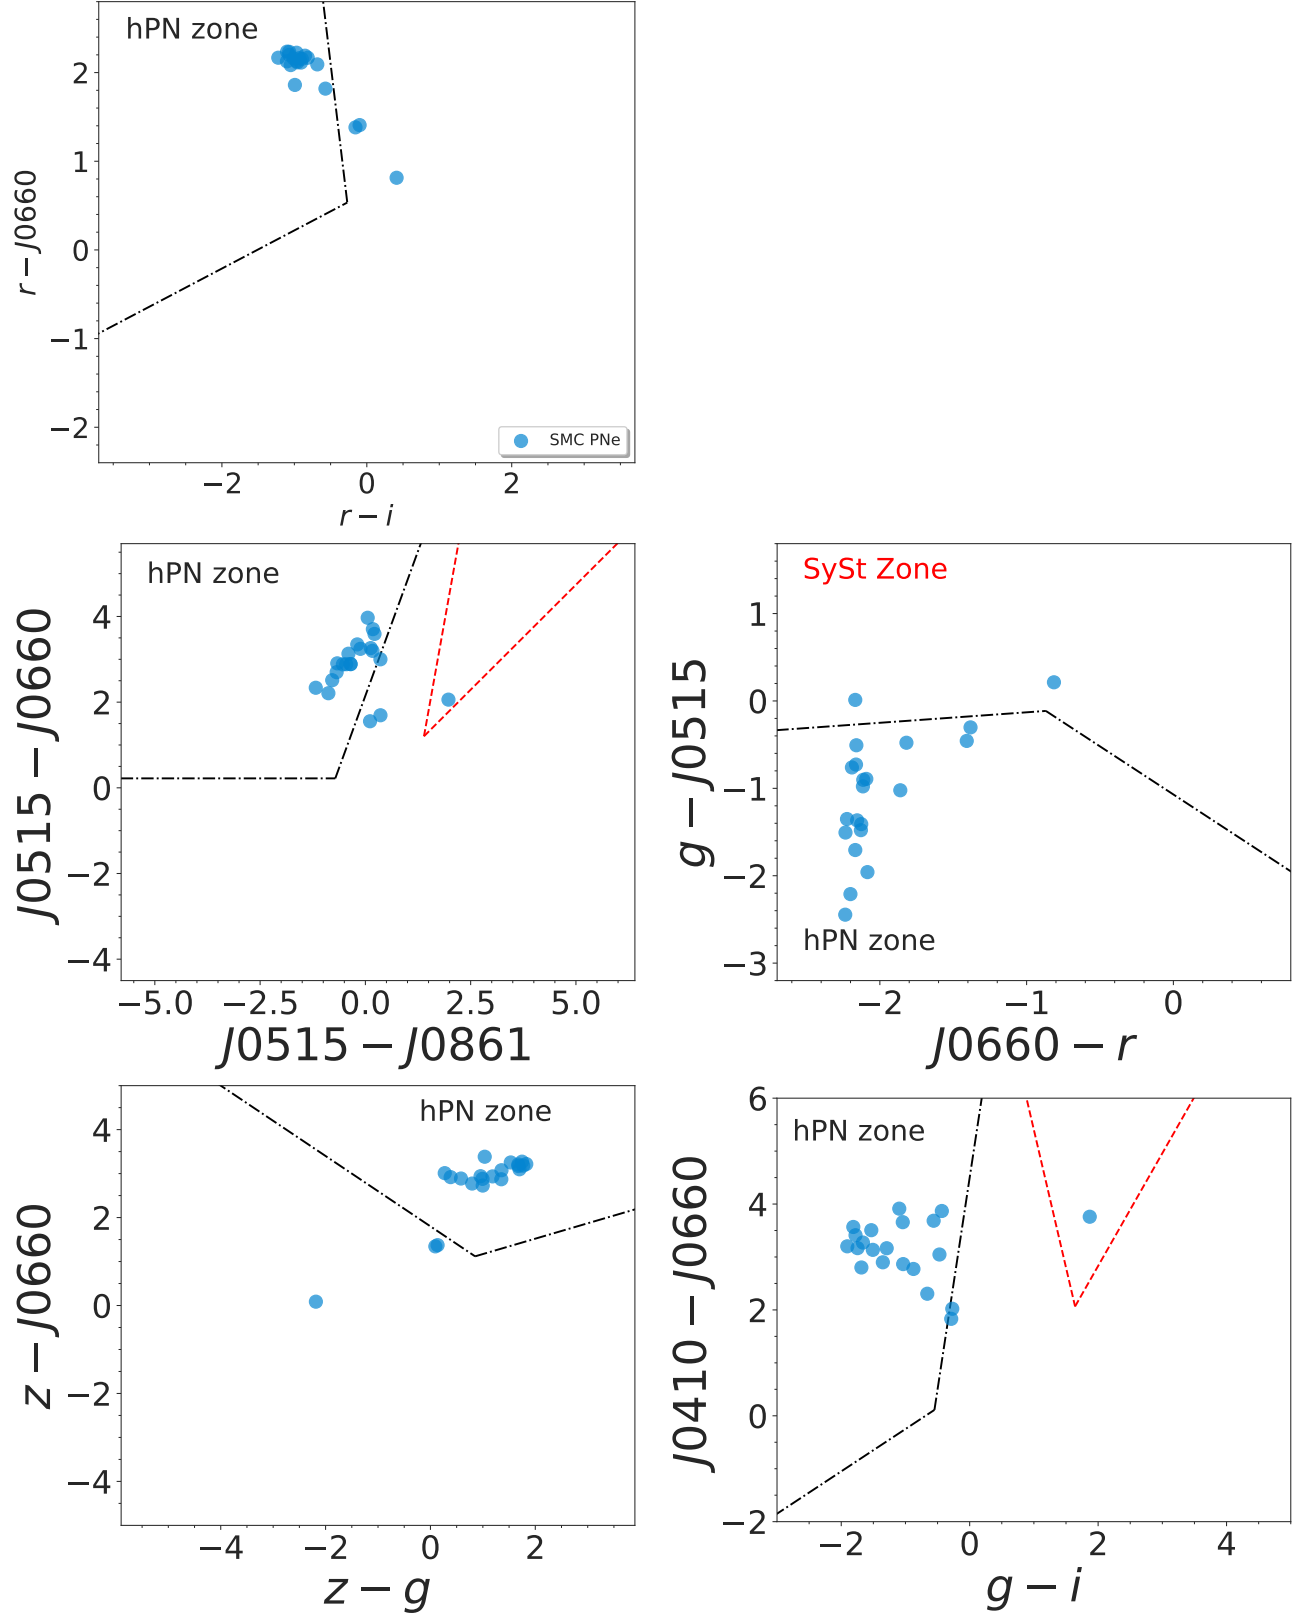 hPN zone
2
1
0
−1
−2
r − J0660
SMC PNe
−2 0 2
r − i
hPN zone
4
2
0
−2
−4
J0515 − J0660
−5.0 −2.5 0.0 2.5 5.0
J0515 − J0861
SySt Zone
1
0
−1
−2
−3
g − J0515
hPN zone
−2 −1 0
J0660 − r
hPN zone
4
2
0
−2
−4
z − J0660
−4 −2 0 2
z − g
hPN zone
6
4
2
0
−2
J0410 − J0660
−2 0 2 4
g − i